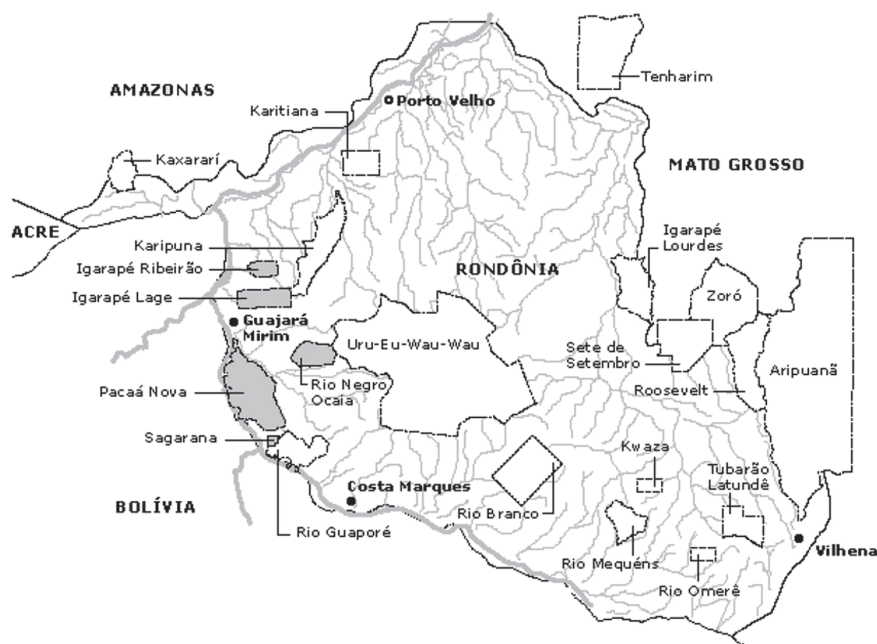 AMAZONAS
Tenharim
Karitiana
Porto Velho
Kaxararí
MATO GROSSO
ACRE
Karipuna
Igarapé Ribeirão
Igarapé Lage
Igarapé
Lourdes
RONDÔNIA
Zoró
Guajará
Mirim
Uru-Eu-Wau-Wau
Sete de
Setembro
Aripuanã
Pacaá Nova
Rio Negro
Ocaia
Roosevelt
Sagarana
Kwaza
Tubarão
Latundê
Costa Marques
BOLÍVIA
Rio Branco
Rio Guaporé
Rio Mequéns
Vilhena
Rio Omerê